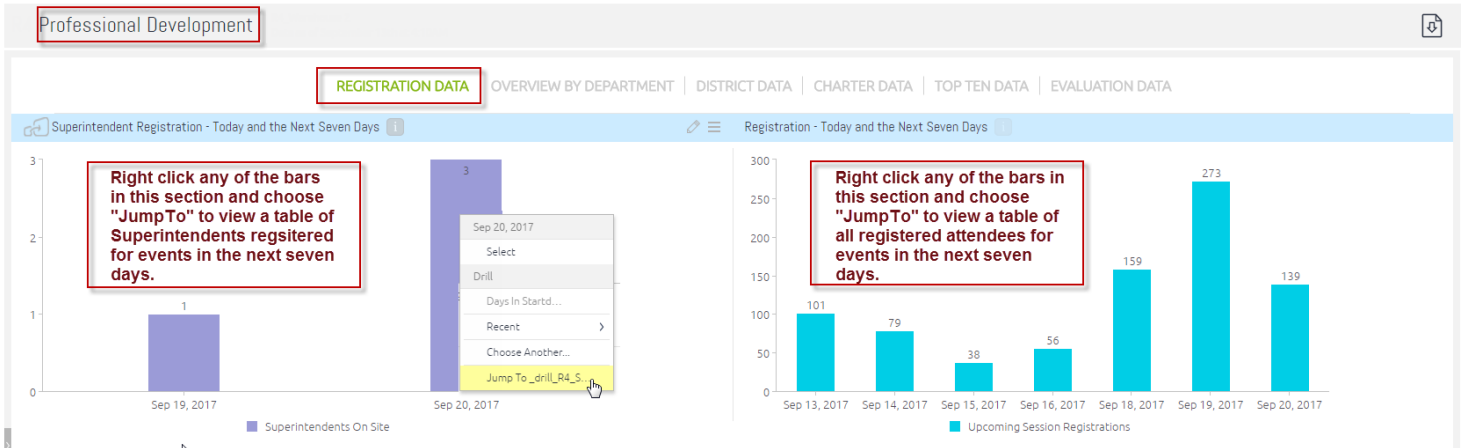 Professional Development
REGISTRATION DATA
OVERVIEW BY DEPARTMENT
DISTRICT DATA
CHARTER DATA
TOP TEN DATA
EVALUATION DATA
Superintendent Registration - Today and the Next Seven Days
3
2
1
0
Right click any of the bars
in this section and choose
"JumpTo" to view a table of
Superintendents regsitered
for events in the next seven
days.
1
3
Sep 20, 2017
Select
Drill
Days In Startd...
Recent
Choose Another...
Jump To _drill_R4_S...
Sep 19, 2017
Sep 20, 2017
Superintendents On Site
Registration - Today and the Next Seven Days
300
250
200
150
100
50
0
Right click any of the bars in
this section and choose
"JumpTo" to view a table of
all registered attendees for
events in the next seven
days.
101
79
38
56
159
273
139
Sep 13, 2017
Sep 14, 2017
Sep 15, 2017
Sep 16, 2017
Sep 18, 2017
Sep 19, 2017
Sep 20, 2017
Upcoming Session Registrations